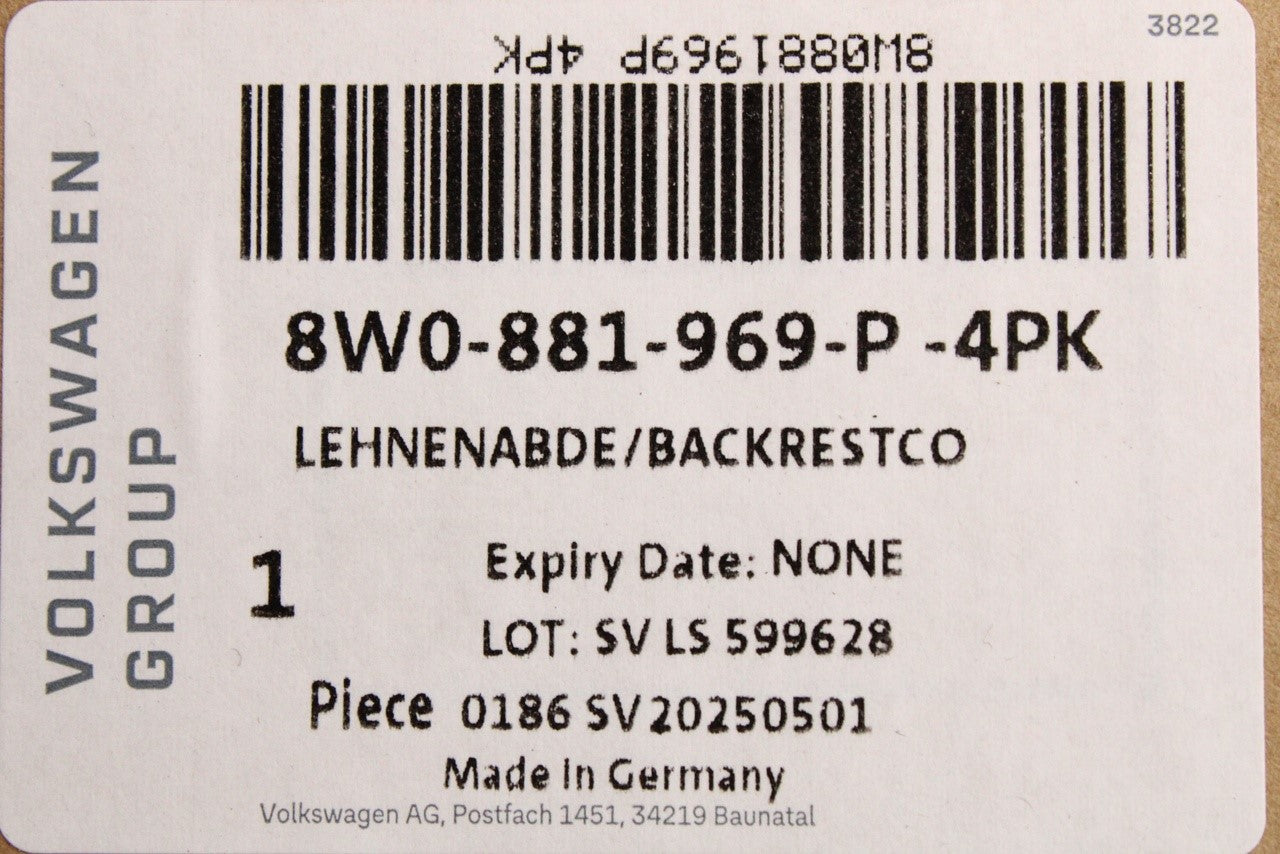 3822
8W0881969P 4PK
VOLKSWAGEN
GROUP
8W0-881-969-P -4PK
LEHNENABDE/BACKRESTCO
1
Expiry Date: NONE
LOT: SV LS 599628
Piece 0186 SV20250501
Made In Germany
Volkswagen AG, Postfach 1451, 34219 Baunatal